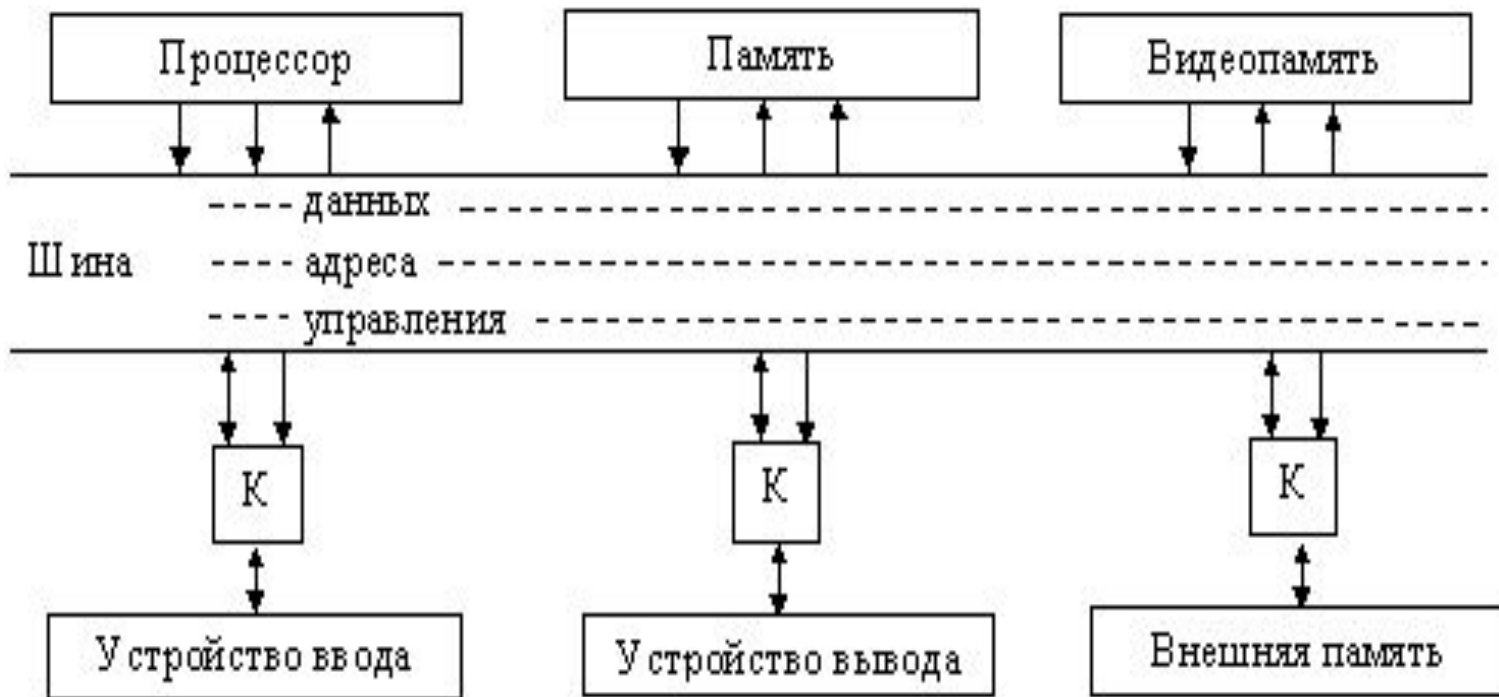 Процессор
Память
Видеопамять
данных
Шина
адреса
управления
К
К
К
Устройство ввода
Устройство вывода
Внешняя память